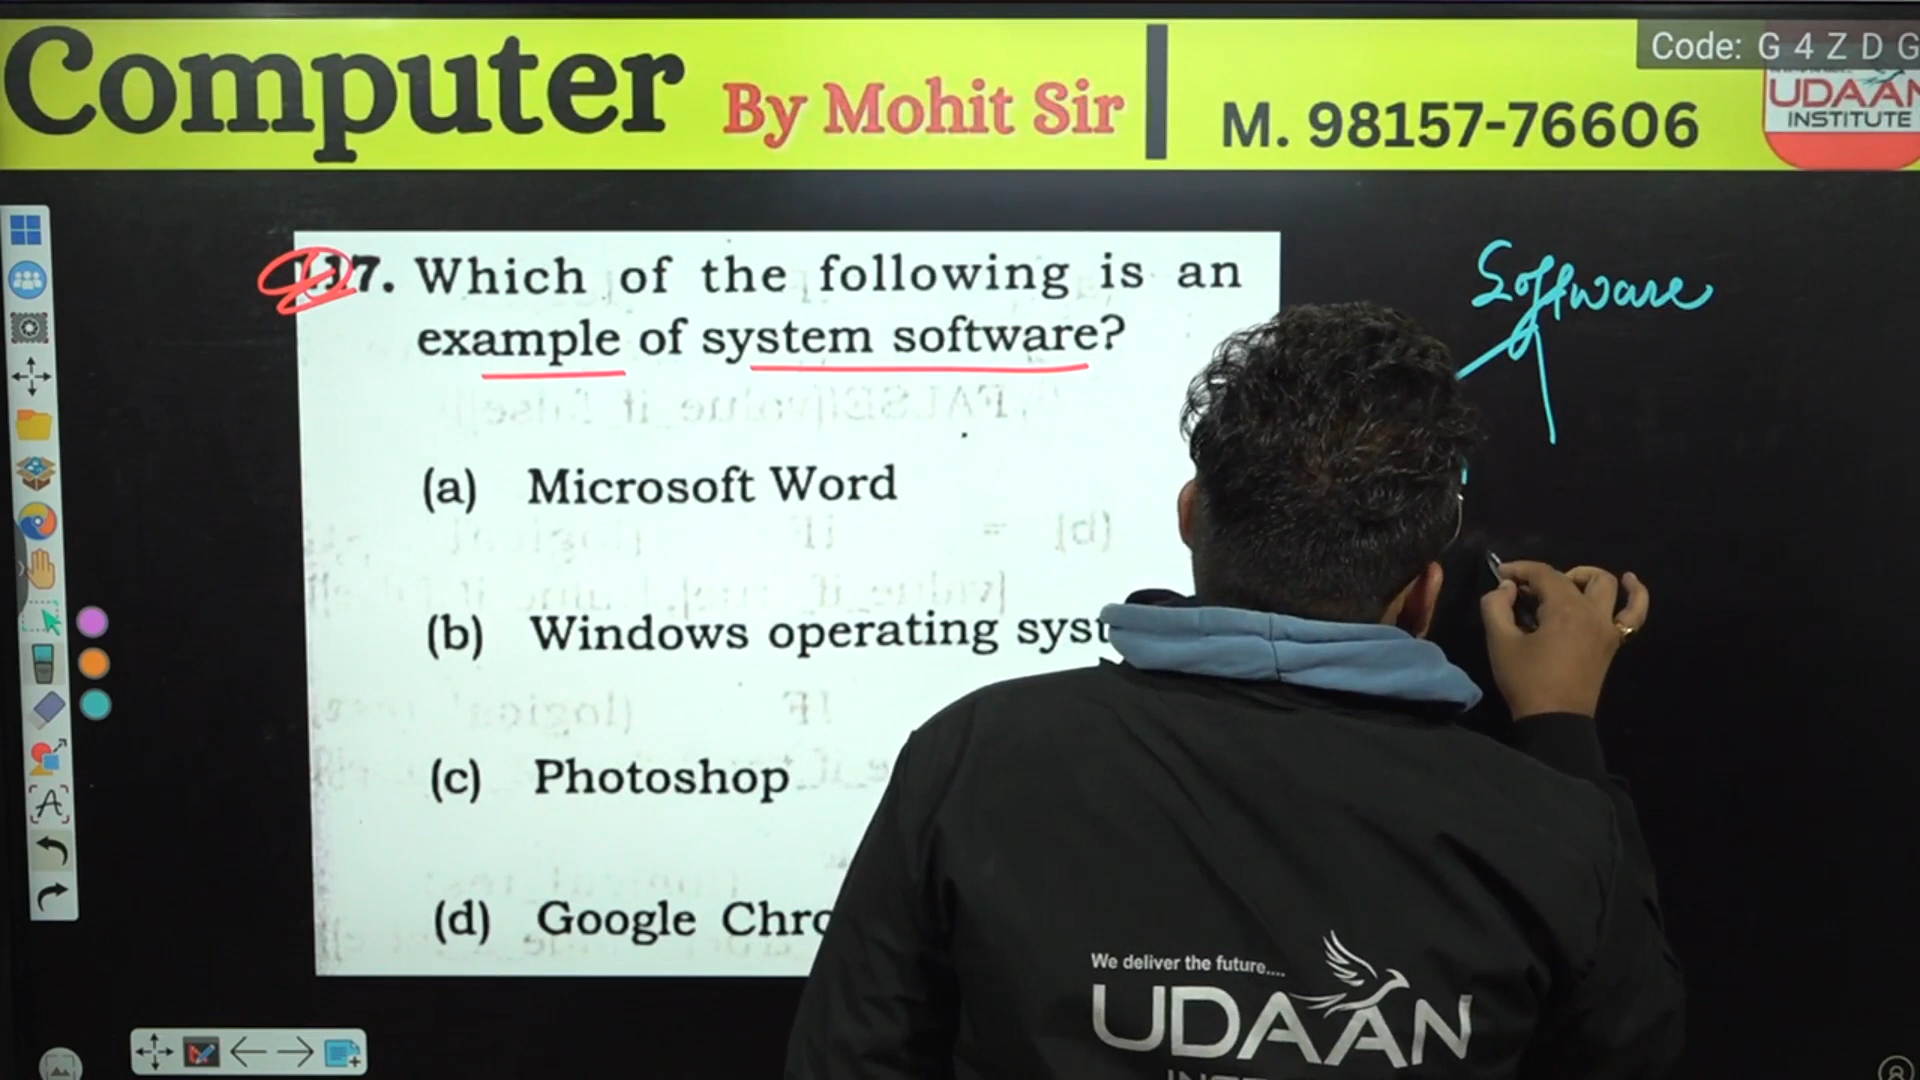 Computer By Mohit Sir M. 98157-76606
Code: G 4 Z D G
UDAAN
INSTITUTE
117. Which of the following is an
example of system software?
(a) Microsoft Word
(b) Windows operating syst
(c) Photoshop
(d) Google Chro
Software
We deliver the future....
UDAAN